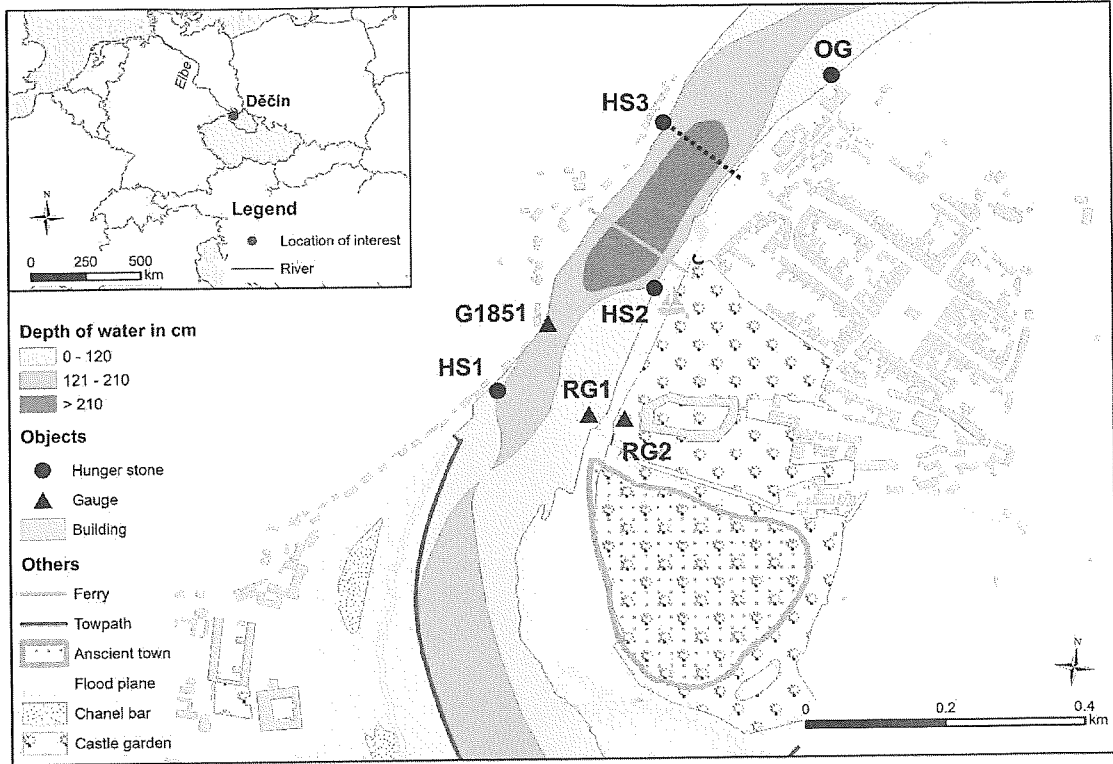 Elbe
Děčín
N
Legend
Location of interest
River
0 250 500
km
Depth of water in cm
0 - 120
121 - 210
> 210
Objects
Hunger stone
Gauge
Building
Others
Ferry
Towpath
Anscient town
Flood plane
Chanel bar
Castle garden
OG
HS3
HS2
G1851
HS1
RG1
RG2
N
0 0.2 0.4
km